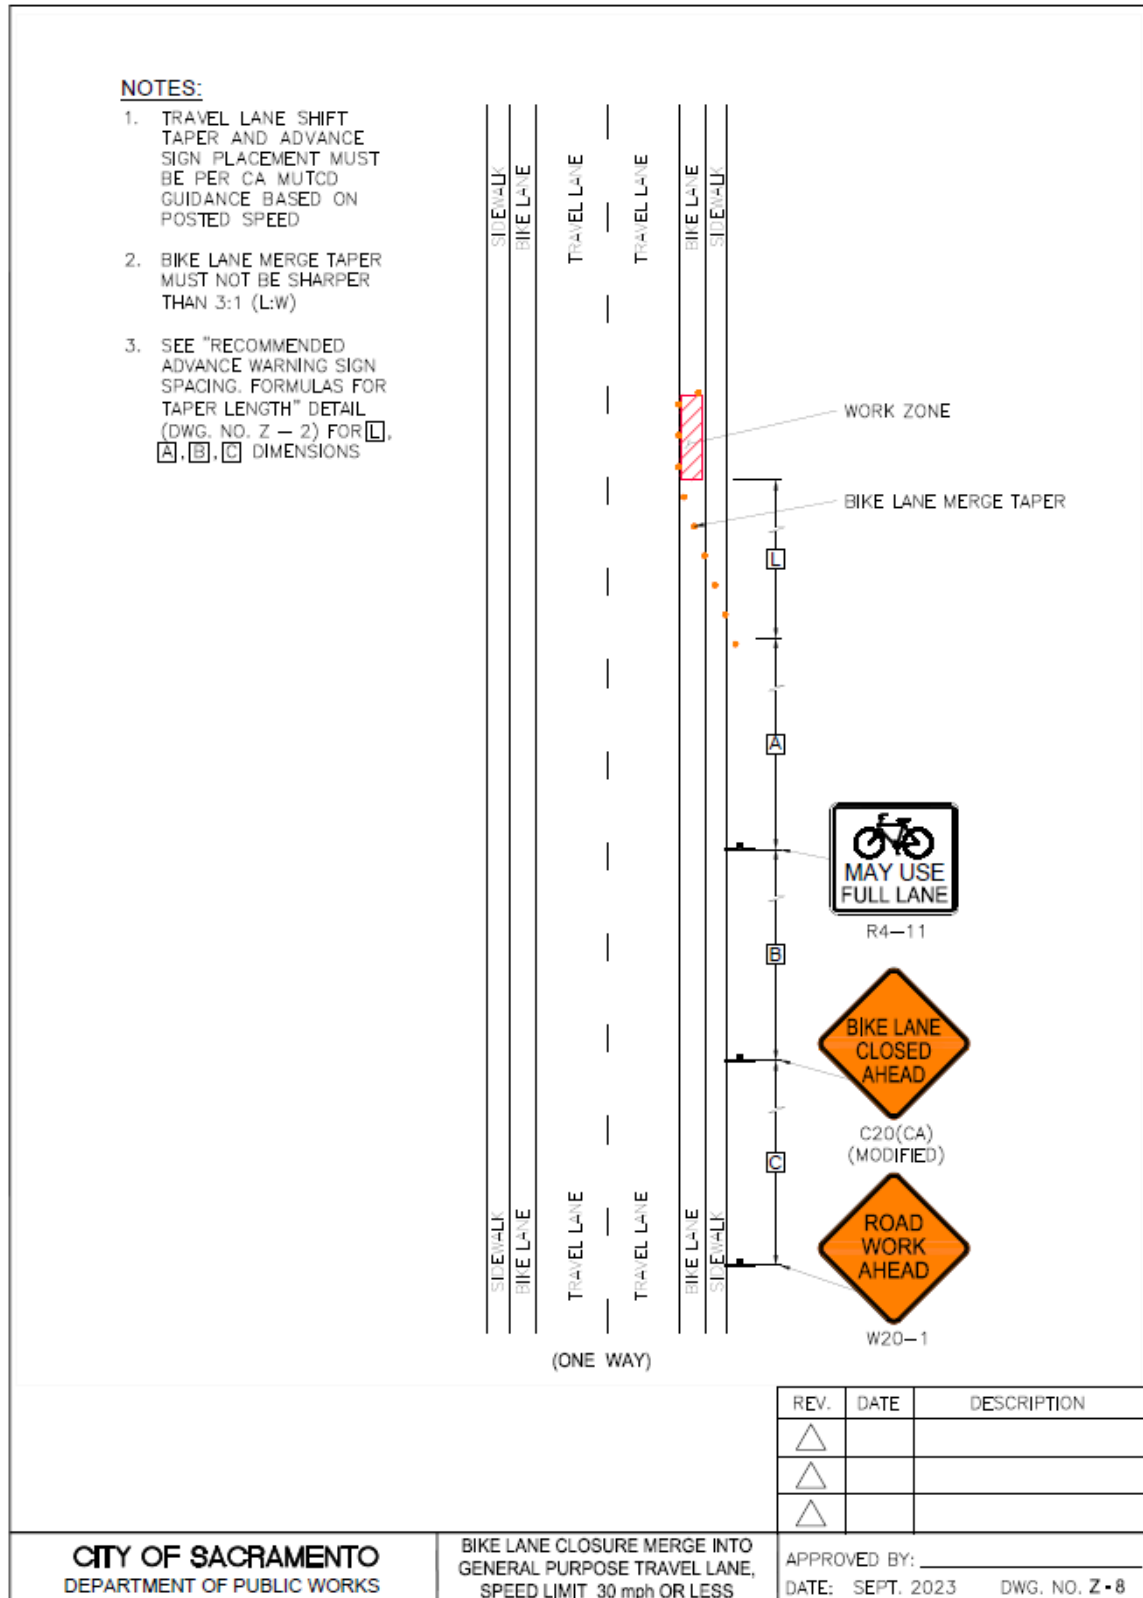 NOTES:
1. TRAVEL LANE SHIFT
TAPER AND ADVANCE
SIGN PLACEMENT MUST
BE PER CA MUTCD
GUIDANCE BASED ON
POSTED SPEED
2. BIKE LANE MERGE TAPER
MUST NOT BE SHARPER
THAN 3:1 (L:W)
3. SEE "RECOMMENDED
ADVANCE WARNING SIGN
SPACING. FORMULAS FOR
TAPER LENGTH" DETAIL
(DWG. NO. Z – 2) FOR L,
A, B, C DIMENSIONS
SIDEWALK
BIKE LANE
TRAVEL LANE
TRAVEL LANE
BIKE LANE
SIDEWALK
WORK ZONE
BIKE LANE MERGE TAPER
L
A
MAY USE
FULL LANE
R4–11
B
BIKE LANE
CLOSED
AHEAD
C20(CA)
(MODIFIED)
C
ROAD
WORK
AHEAD
W20–1
SIDEWALK
BIKE LANE
TRAVEL LANE
TRAVEL LANE
BIKE LANE
SIDEWALK
(ONE WAY)
REV. DATE DESCRIPTION
CITY OF SACRAMENTO
DEPARTMENT OF PUBLIC WORKS
BIKE LANE CLOSURE MERGE INTO
GENERAL PURPOSE TRAVEL LANE,
SPEED LIMIT 30 mph OR LESS
APPROVED BY:
DATE: SEPT. 2023 DWG. NO. Z-8